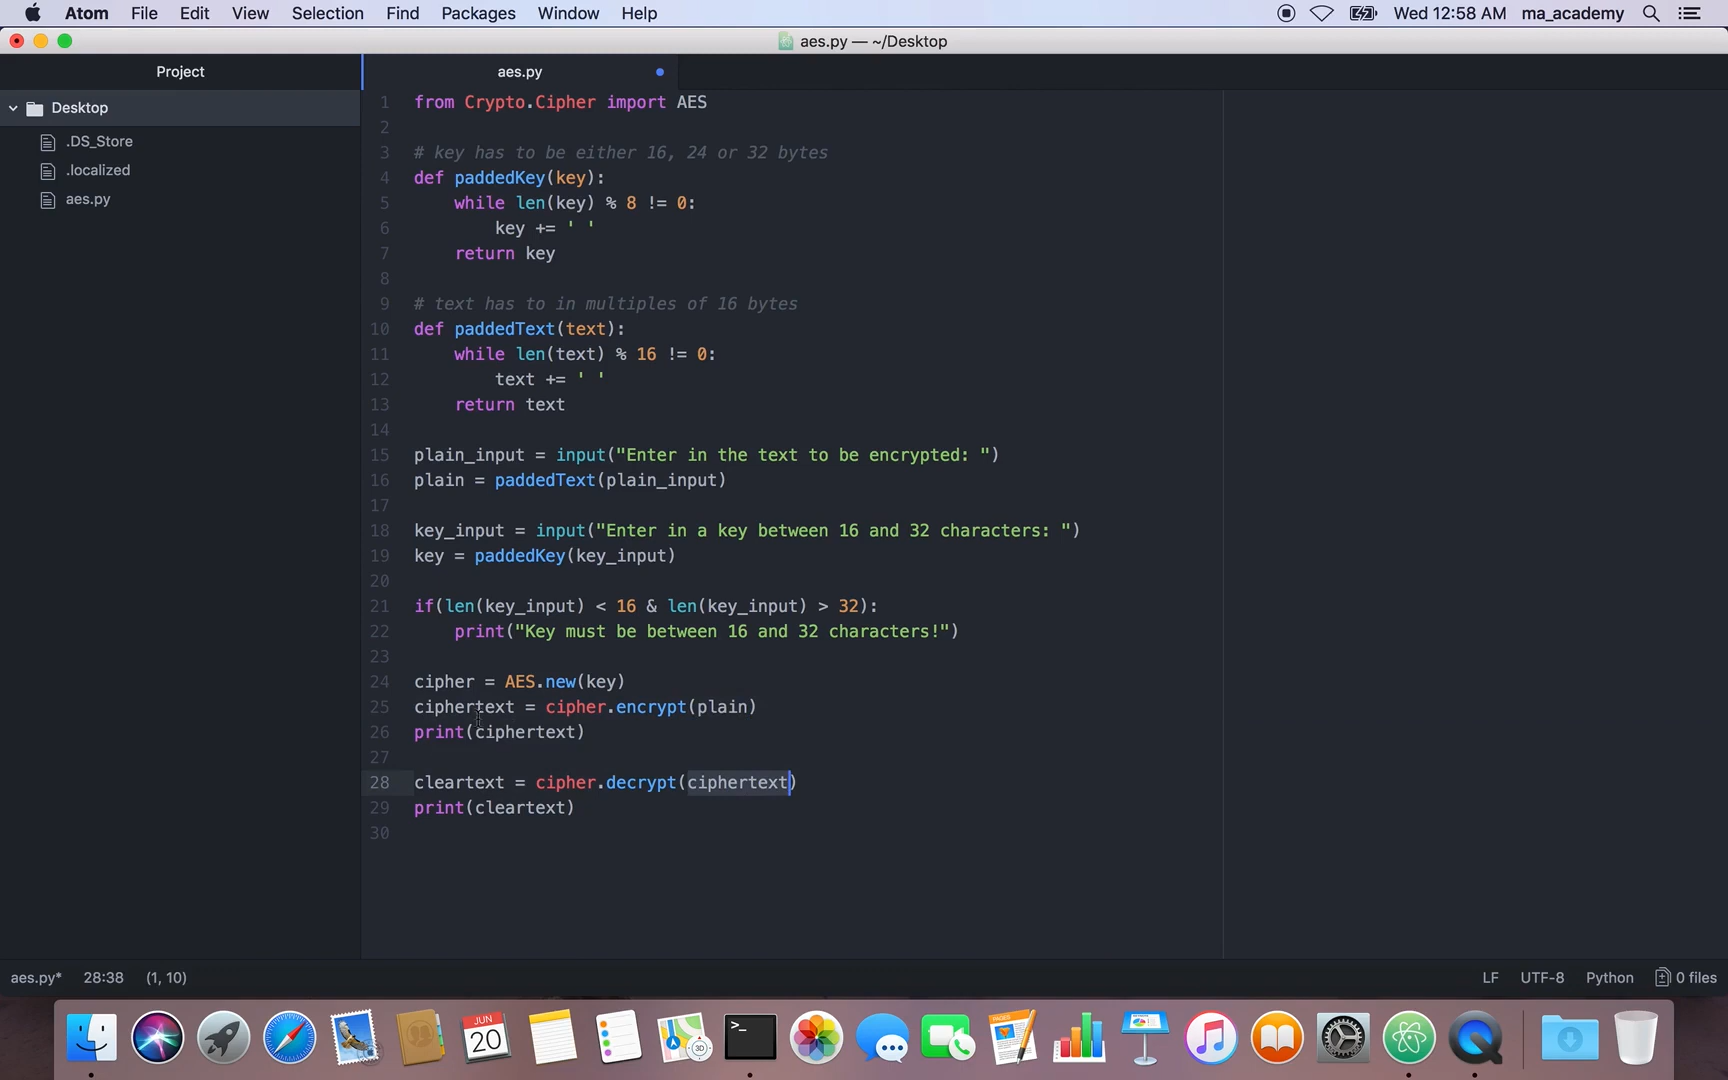 Atom File Edit View Selection Find Packages Window Help Wed 12:58 AM ma_academy
aes.py — ~/Desktop
Project
aes.py
Desktop
.DS_Store
.localized
aes.py
1 from Crypto.Cipher import AES
2
3 # key has to be either 16, 24 or 32 bytes
4 def paddedKey(key):
5 while len(key) % 8 != 0:
6 key += ' '
7 return key
8
9 # text has to in multiples of 16 bytes
10 def paddedText(text):
11 while len(text) % 16 != 0:
12 text += ' '
13 return text
14
15 plain_input = input("Enter in the text to be encrypted: ")
16 plain = paddedText(plain_input)
17
18 key_input = input("Enter in a key between 16 and 32 characters: ")
19 key = paddedKey(key_input)
20
21 if(len(key_input) < 16 & len(key_input) > 32):
22 print("Key must be between 16 and 32 characters!")
23
24 cipher = AES.new(key)
25 ciphertext = cipher.encrypt(plain)
26 print(ciphertext)
27
28 cleartext = cipher.decrypt(ciphertext)
29 print(cleartext)
30
aes.py* 28:38 (1, 10) LF UTF-8 Python 0 files
JUN
20
3D
>_